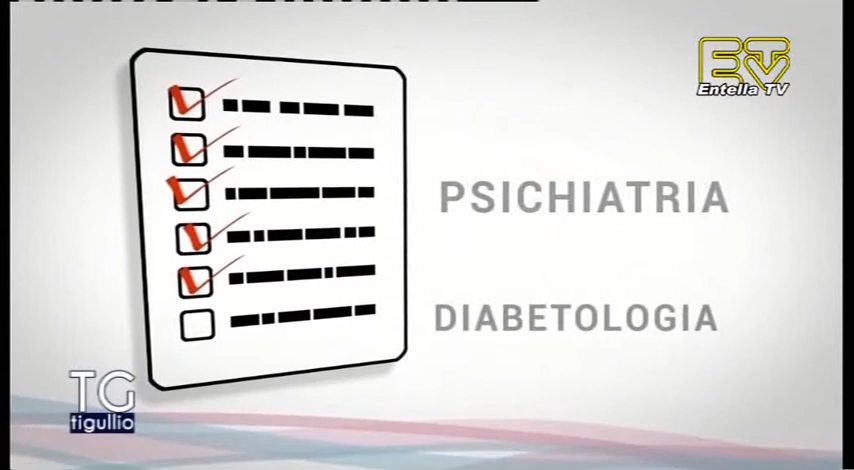 ETV
Entella TV
PSICHIATRIA
DIABETOLOGIA
TG
tigullio